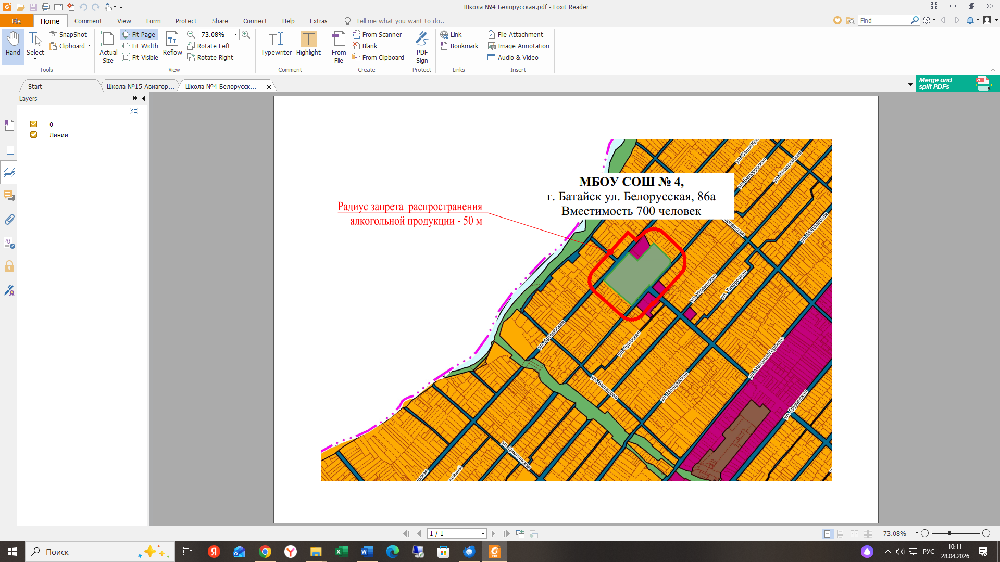 Школа №4 Белорусская.pdf - Foxit Reader
File
Home
Comment
View
Form
Protect
Share
Connect
Help
Extras
Tell me what you want to do..
Find
Hand
Select
SnapShot
Clipboard
Tools
Actual Size
Fit Page
Fit Width
Fit Visible
Reflow
73.08%
Rotate Left
Rotate Right
View
Typewriter
Highlight
Comment
From File
From Scanner
Blank
From Clipboard
Create
PDF Sign
Protect
Link
Bookmark
Links
File Attachment
Image Annotation
Audio & Video
Insert
Start
Школа №15 Авиагор...
Школа №4 Белорусск...
Merge and
split PDFs
PDF
Layers
0
Линии
МБОУ СОШ № 4,
г. Батайск ул. Белорусская, 86а
Вместимость 700 человек
Радиус запрета распространения
алкогольной продукции - 50 м
ул. Белорусская
ул. Кемеровская
ул. Молдавская
ул. Украинская
ул. Тихорецкая
ул. Артемовская
ул. Одесская
ул. Балашова
ул. Молдавская
ул. Максима Горького
ул. Грузинская
ул. Цимлянская
1 / 1
73.08%
Поиск
РУС
10:11
28.04.2026